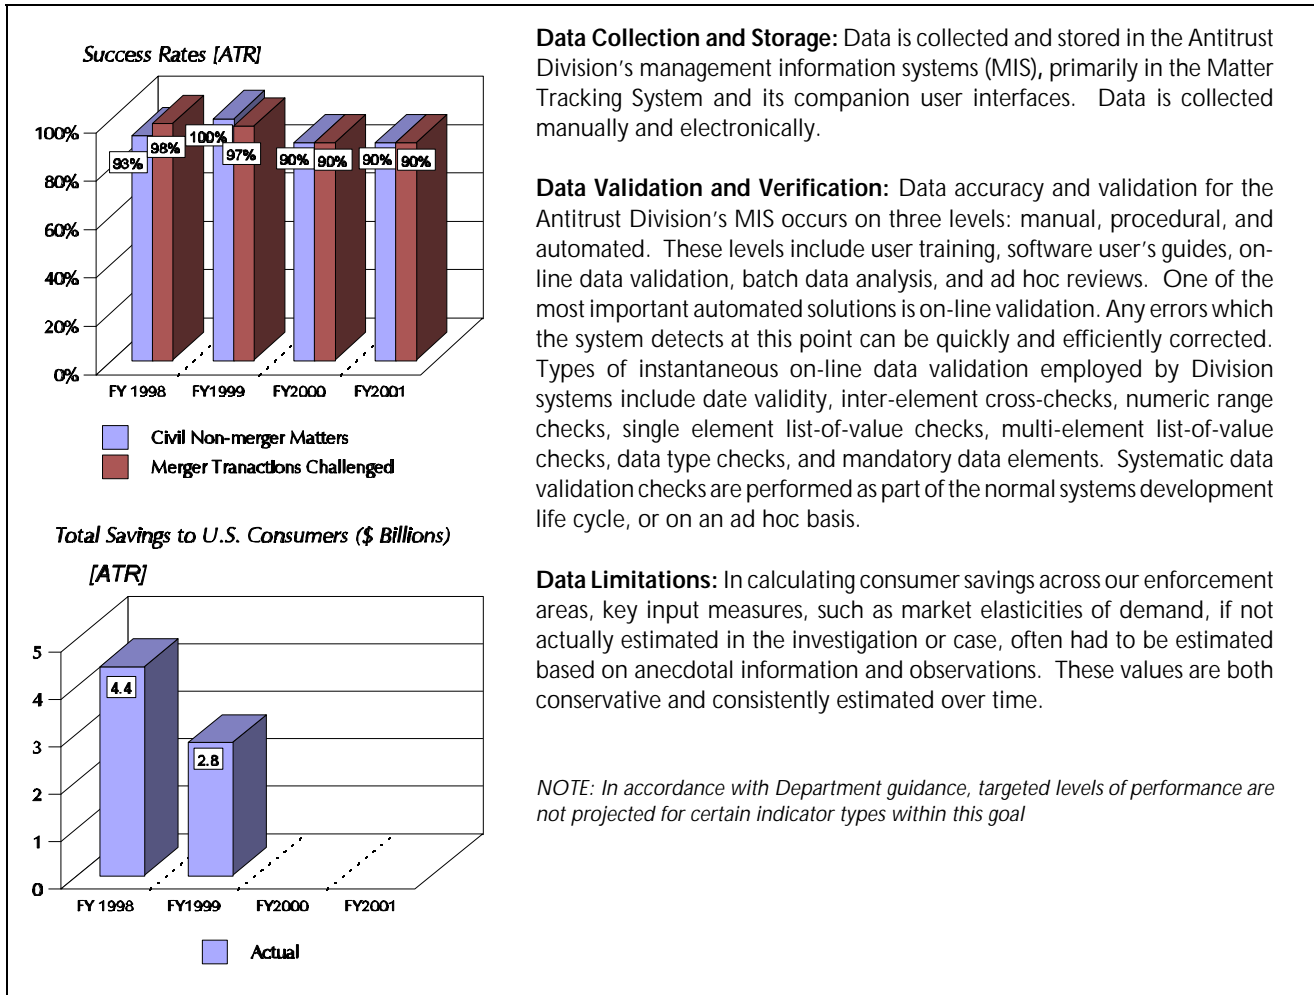 Success Rates [ATR]
100%
80%
60%
40%
20%
0%
93%
98%
100%
97%
90%
90%
90%
90%
FY 1998
FY1999
FY2000
FY2001
Civil Non-merger Matters
Merger Tranactions Challenged
Total Savings to U.S. Consumers ($ Billions)
[ATR]
5
4
3
2
1
0
4.4
2.8
FY 1998
FY1999
FY2000
FY2001
Actual
Data Collection and Storage: Data is collected and stored in the Antitrust
Division's management information systems (MIS), primarily in the Matter
Tracking System and its companion user interfaces. Data is collected
manually and electronically.
Data Validation and Verification: Data accuracy and validation for the
Antitrust Division's MIS occurs on three levels: manual, procedural, and
automated. These levels include user training, software user's guides, on-
line data validation, batch data analysis, and ad hoc reviews. One of the
most important automated solutions is on-line validation. Any errors which
the system detects at this point can be quickly and efficiently corrected.
Types of instantaneous on-line data validation employed by Division
systems include date validity, inter-element cross-checks, numeric range
checks, single element list-of-value checks, multi-element list-of-value
checks, data type checks, and mandatory data elements. Systematic data
validation checks are performed as part of the normal systems development
life cycle, or on an ad hoc basis.
Data Limitations: In calculating consumer savings across our enforcement
areas, key input measures, such as market elasticities of demand, if not
actually estimated in the investigation or case, often had to be estimated
based on anecdotal information and observations. These values are both
conservative and consistently estimated over time.
NOTE: In accordance with Department guidance, targeted levels of performance are
not projected for certain indicator types within this goal